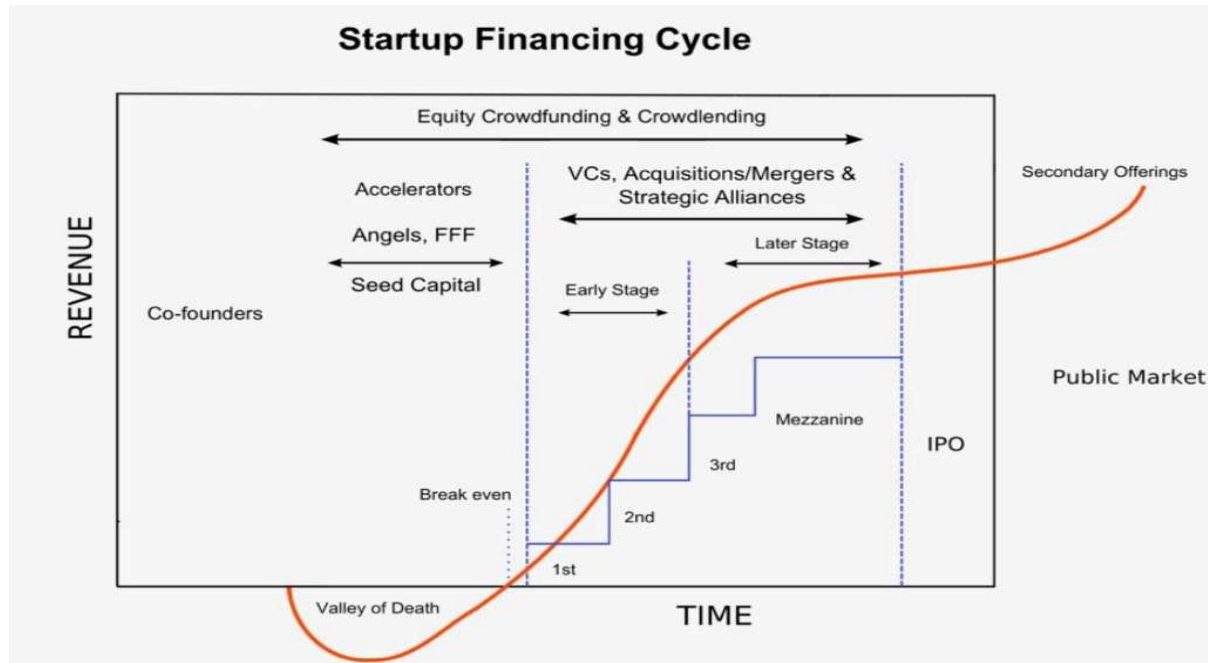 Startup Financing Cycle
Equity Crowdfunding & Crowdlending
Accelerators
VCs, Acquisitions/Mergers &
Strategic Alliances
Secondary Offerings
Angels, FFF
Later Stage
Seed Capital
Early Stage
Co-founders
REVENUE
Public Market
Mezzanine
IPO
3rd
Break even
2nd
1st
Valley of Death
TIME